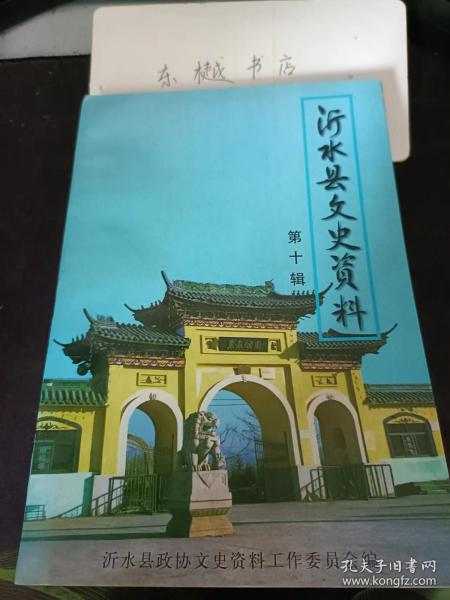 东樾书店
沂水县文史资料
第十辑
沂水县政协文史资料工作委员会编
孔夫子旧书网
www.kongfz.com